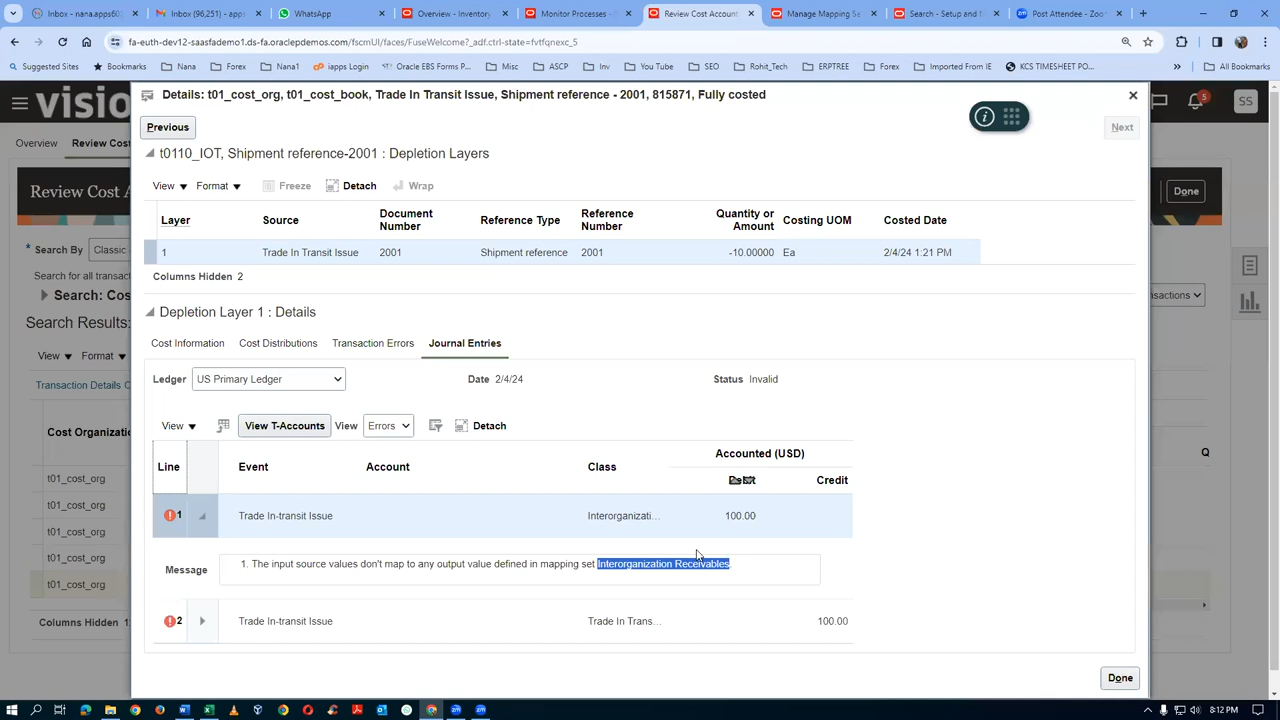 Inbox - nana.apps60
Inbox (96,251) - apps
WhatsApp
Overview - Inventory
Monitor Processes -
Review Cost Account
Manage Mapping Se
Search - Setup and
Post Attendee - Zoo
fa-euth-dev12-saasfademo1.ds-fa.oraclepdemos.com/fscmUI/faces/FuseWelcome?_adf.ctrl-state=fvtfqnexc_5
Suggested Sites
Bookmarks
Nana
Forex
Nana1
iapps Login
Oracle EBS Forms P...
Misc
ASCP
Inv
You Tube
SEO
Rohit_Tech
ERPTREE
Forex
Imported From IE
KCS TIMESHEET PO...
All Bookmarks
Details: t01_cost_org, t01_cost_book, Trade In Transit Issue, Shipment reference - 2001, 815871, Fully costed
visio
5
SS
Previous
Next
Overview
Review Cos
t0110_IOT, Shipment reference-2001 : Depletion Layers
View Format Freeze Detach Wrap
Review Cost A
Done
Layer Source Document Number Reference Type Reference Number Quantity or Amount Costing UOM Costed Date
1 Trade In Transit Issue 2001 Shipment reference 2001 -10.00000 Ea 2/4/24 1:21 PM
Columns Hidden 2
* Search By Classic
Search for all transac
Search: Cos
sactions
Depletion Layer 1 : Details
Search Results:
Cost Information Cost Distributions Transaction Errors Journal Entries
View Format
Ledger US Primary Ledger Date 2/4/24 Status Invalid
Transaction Details C
View View T-Accounts View Errors Detach
Cost Organizatio
Q
Line Event Account Class Accounted (USD)
Credit
t01_cost_org
t01_cost_org
t01_cost_org
t01_cost_org
t01_cost_org
1 Trade In-transit Issue Interorganizati... 100.00
Message 1. The input source values don't map to any output value defined in mapping set Interorganization Receivables
2 Trade In-transit Issue Trade In Trans... 100.00
Columns Hidden 1
Done
8:12 PM